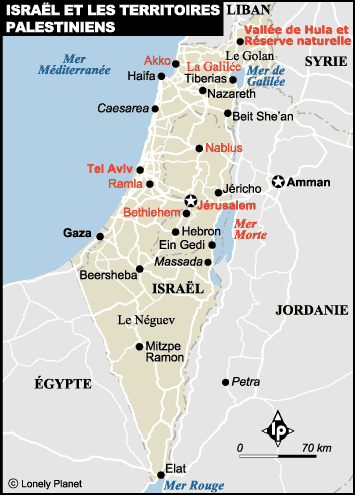 ISRAËL ET LES TERRITOIRES
PALESTINIENS
LIBAN
Vallée de Hula et
Réserve naturelle
Le Golan
SYRIE
Mer
Méditerranée
Akko
La Galilée
Haifa
Tiberias
Mer de
Galilée
Nazareth
Caesarea
Beit She'an
Nablus
Tel Aviv
Ramla
Jéricho
Amman
Jérusalem
Bethlehem
Mer
Morte
Gaza
Hebron
Ein Gedi
Massada
Beersheba
ISRAËL
JORDANIE
Le Néguev
Mitzpe
Ramon
ÉGYPTE
Petra
lp
0 70 km
Elat
© Lonely Planet
Mer Rouge